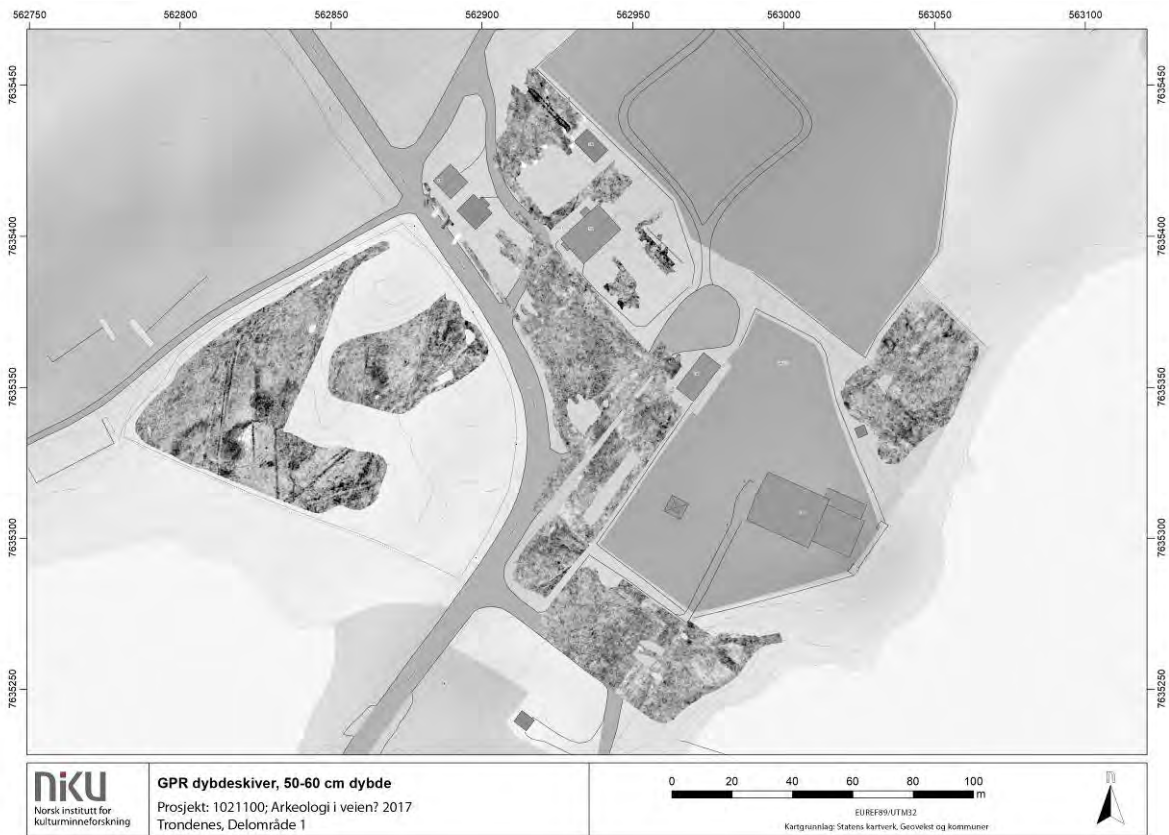 562750 562800 562850 562900 562950 563000 563050 563100
7635450 7635450
7635400 7635400
7635350 7635350
7635300 7635300
7635250 7635250
niku
Norsk institutt for
kulturminneforskning
GPR dybdeskiver, 50-60 cm dybde
Prosjekt: 1021100; Arkeologi i veien? 2017
Trondenes, Delområde 1
0 20 40 60 80 100
m
EUREF89/UTM32
Kartgrunnlag: Statens kartverk, Geovekst og kommuner
n